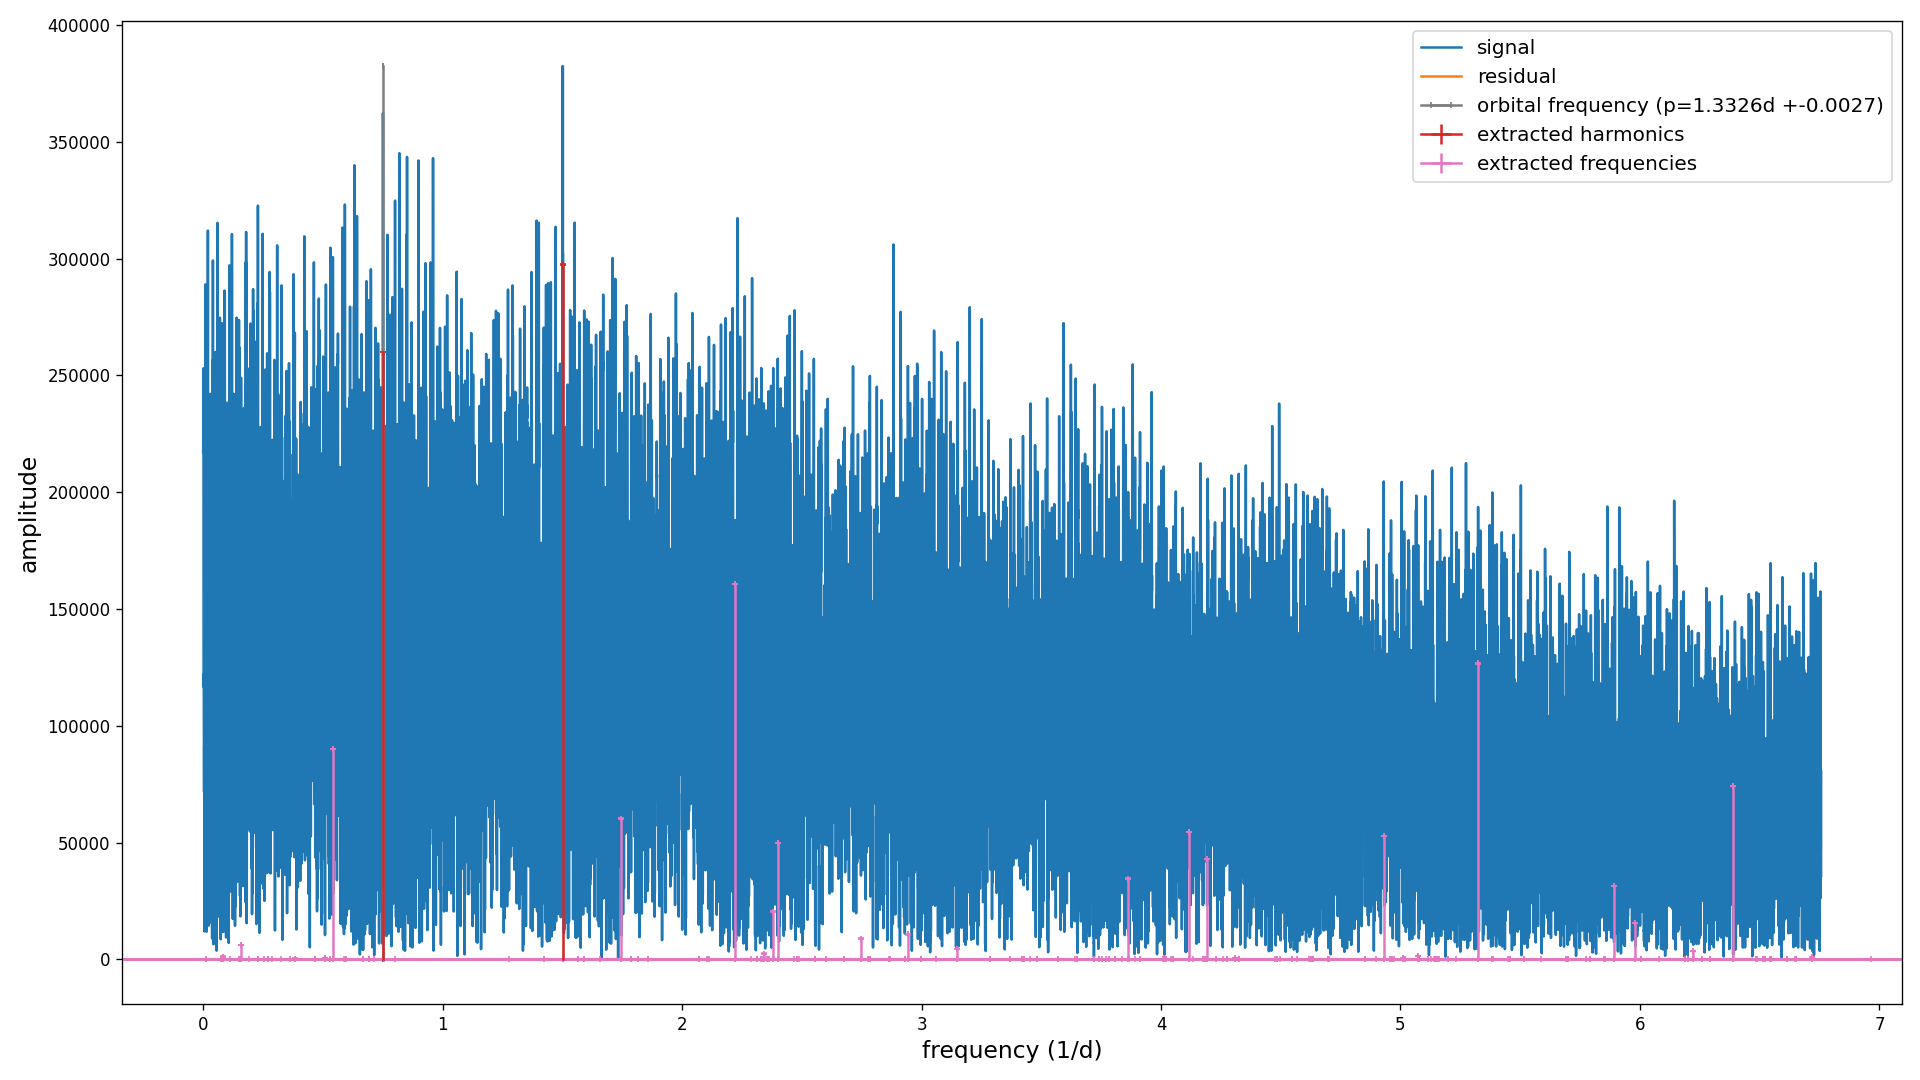 400000
350000
300000
250000
200000
150000
100000
50000
0
amplitude
signal
residual
orbital frequency (p=1.3326d +-0.0027)
extracted harmonics
extracted frequencies
0 1 2 3 4 5 6 7
frequency (1/d)